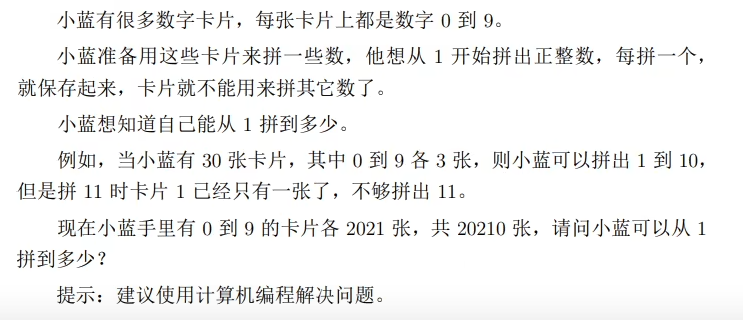 小蓝有很多数字卡片，每张卡片上都是数字 0 到 9。
小蓝准备用这些卡片来拼一些数，他想从 1 开始拼出正整数，每拼一个，
就保存起来，卡片就不能用来拼其它数了。
小蓝想知道自己能从 1 拼到多少。
例如，当小蓝有 30 张卡片，其中 0 到 9 各 3 张，则小蓝可以拼出 1 到 10，
但是拼 11 时卡片 1 已经只有一张了，不够拼出 11。
现在小蓝手里有 0 到 9 的卡片各 2021 张，共 20210 张，请问小蓝可以从 1
拼到多少？
提示：建议使用计算机编程解决问题。